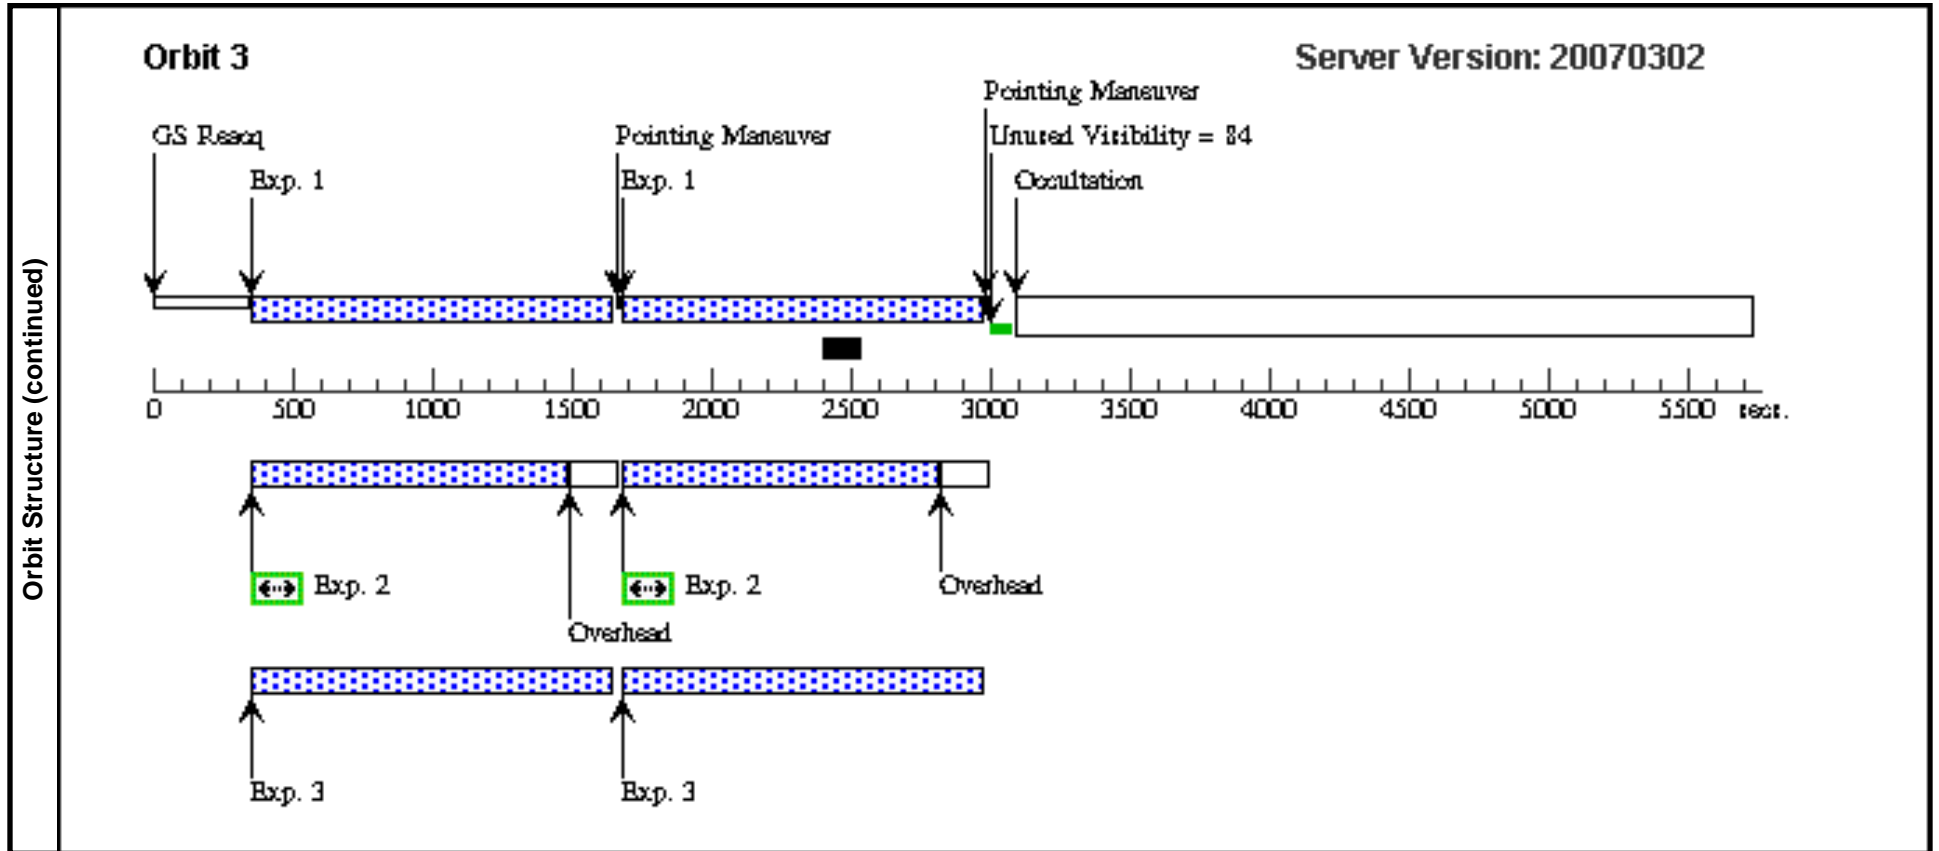 Orbit Structure (continued)
Orbit 3
Server Version: 20070302
Pointing Maneuver
GS Reacq
Pointing Maneuver
Unused Visibility = 84
Exp. 1
Exp. 1
Occultation
0 500 1000 1500 2000 2500 3000 3500 4000 4500 5000 5500 secs.
Exp. 2
Exp. 2
Overhead
Overhead
Exp. 3
Exp. 3